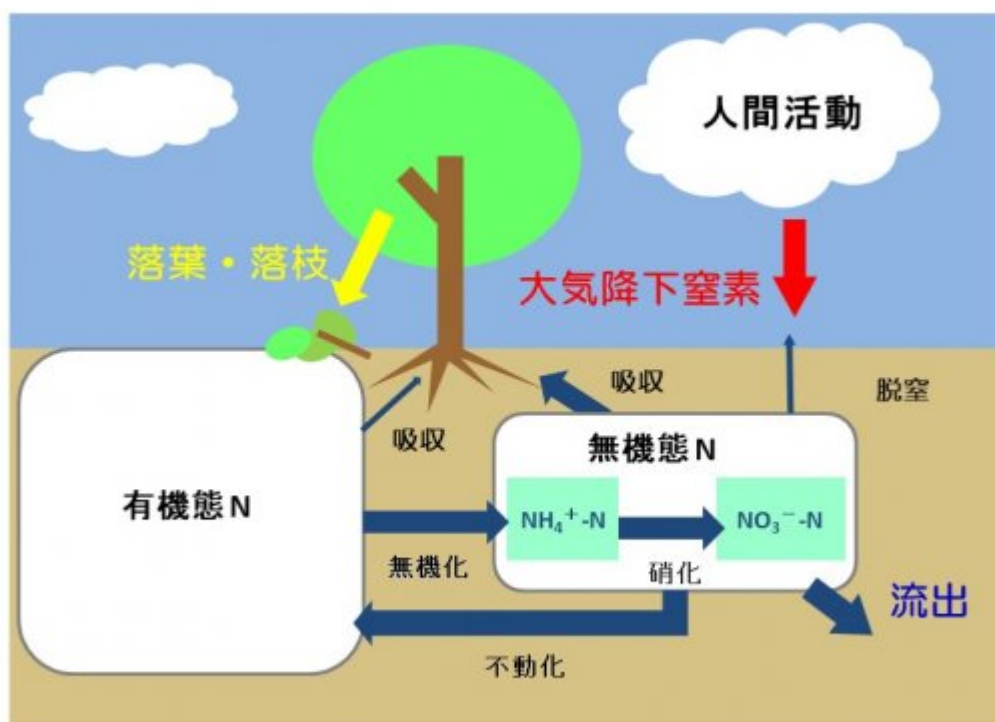 人間活動
落葉・落枝
大気降下窒素
吸収
脱窒
吸収
無機態N
有機態N
NH₄⁺-N
NO₃⁻-N
無機化
硝化
流出
不動化